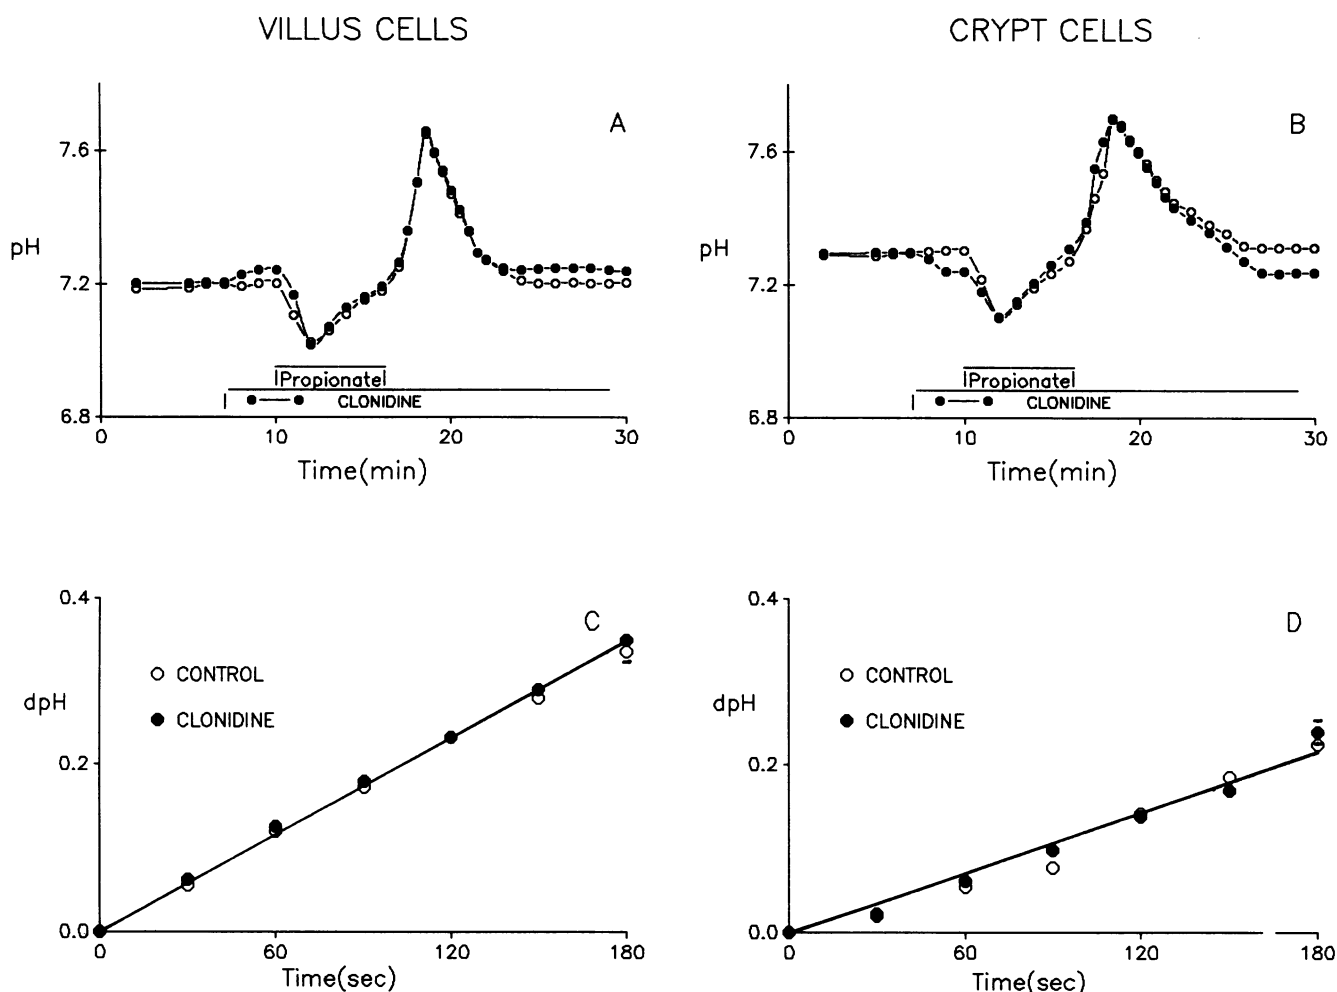 VILLUS CELLS
CRYPT CELLS
A
7.6
pH
7.2
6.8
Propionate
CLONIDINE
0
10
20
30
Time(min)
B
7.6
pH
7.2
6.8
Propionate
CLONIDINE
0
10
20
30
Time(min)
C
0.4
CONTROL
dpH
CLONIDINE
0.2
0.0
0
60
120
180
Time(sec)
D
0.4
CONTROL
dpH
CLONIDINE
0.2
0.0
0
60
120
180
Time(sec)